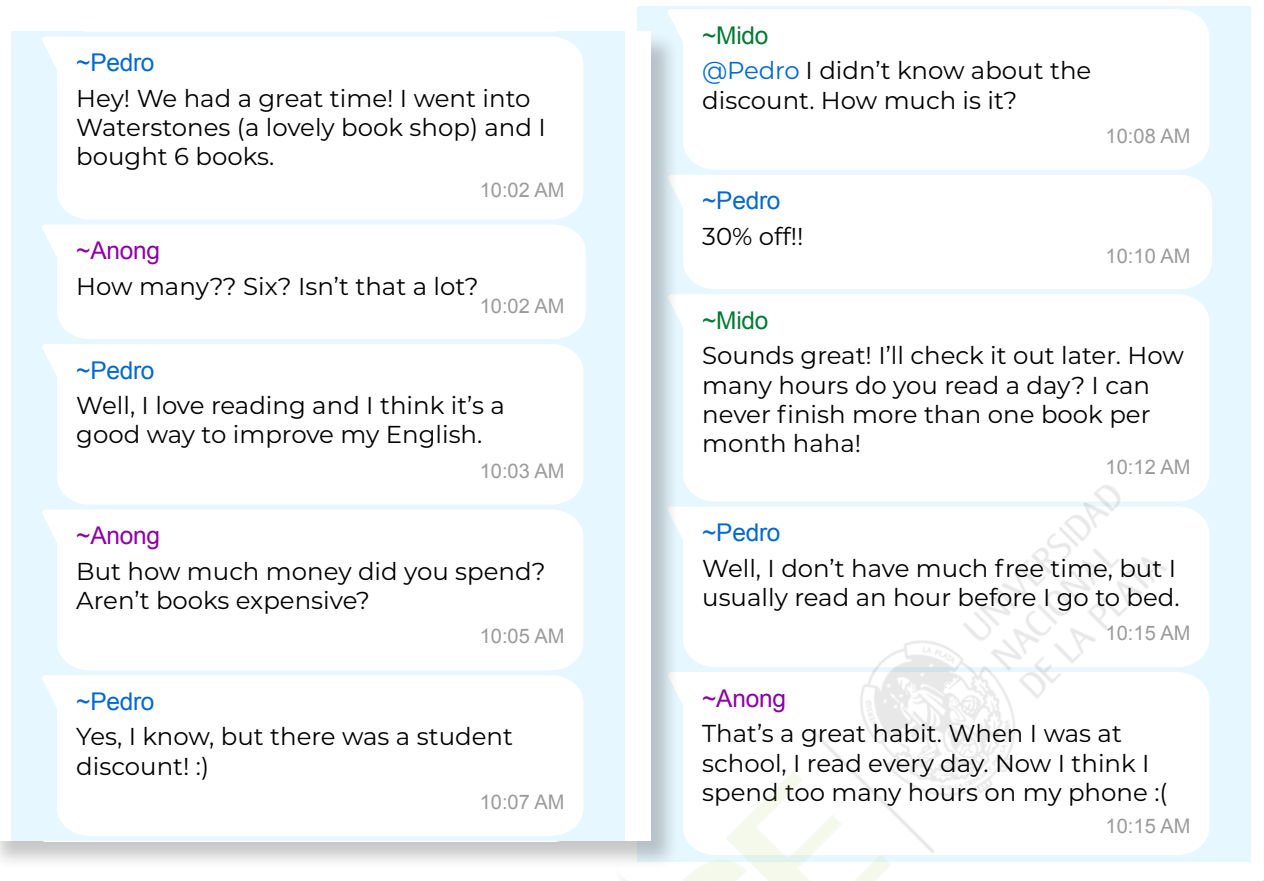 ~Pedro
Hey! We had a great time! I went into
Waterstones (a lovely book shop) and I
bought 6 books.
10:02 AM
~Anong
How many?? Six? Isn’t that a lot?
10:02 AM
~Pedro
Well, I love reading and I think it’s a
good way to improve my English.
10:03 AM
~Anong
But how much money did you spend?
Aren’t books expensive?
10:05 AM
~Pedro
Yes, I know, but there was a student
discount! :)
10:07 AM
~Mido
@Pedro I didn’t know about the
discount. How much is it?
10:08 AM
~Pedro
30% off!!
10:10 AM
~Mido
Sounds great! I’ll check it out later. How
many hours do you read a day? I can
never finish more than one book per
month haha!
10:12 AM
~Pedro
Well, I don’t have much free time, but I
usually read an hour before I go to bed.
10:15 AM
~Anong
That’s a great habit. When I was at
school, I read every day. Now I think I
spend too many hours on my phone :(
10:15 AM
UNIVERSIDAD
NACIONAL
DE LA PLATA